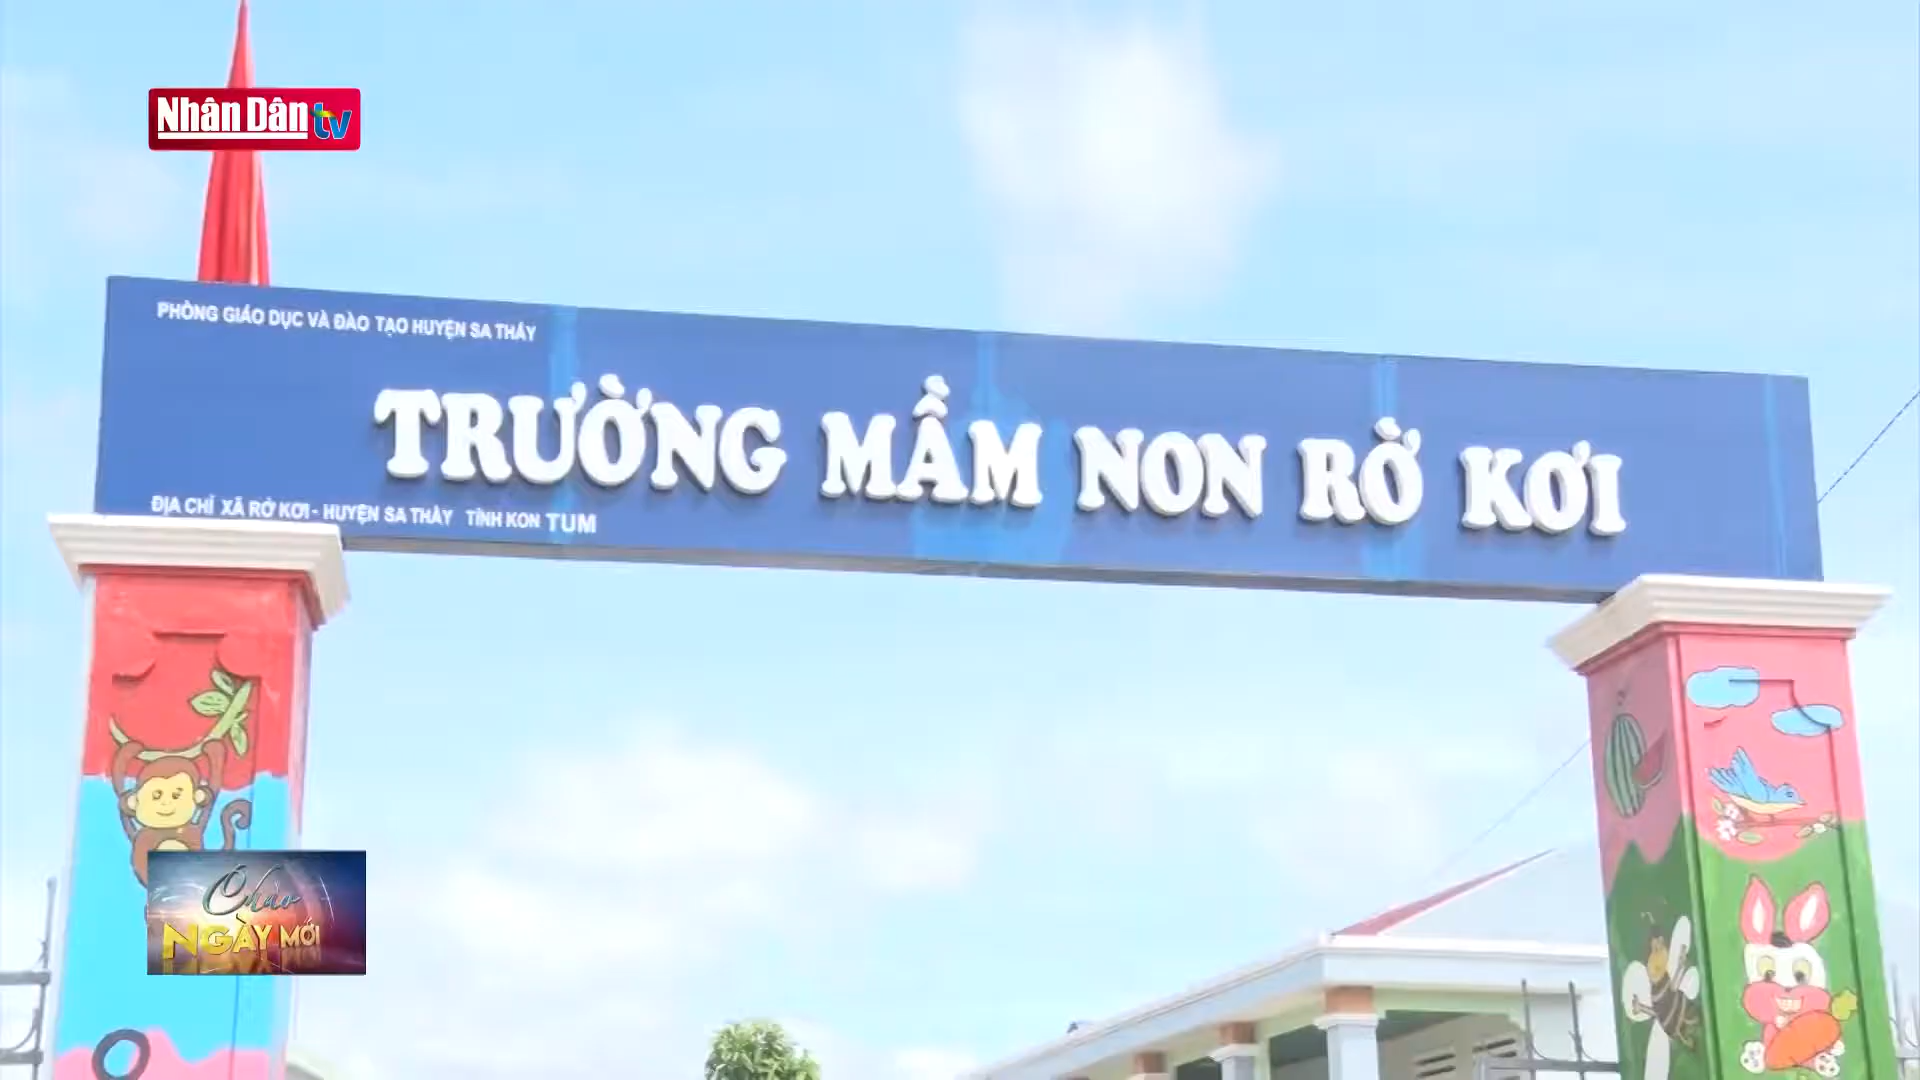 Nhân Dân tv
PHÒNG GIÁO DỤC VÀ ĐÀO TẠO HUYỆN SA THẦY
TRƯỜNG MẦM NON RỜ KƠI
ĐỊA CHỈ XÃ RỜ KƠI - HUYỆN SA THẦY TỈNH KON TUM
Chào
NGÀY MỚI